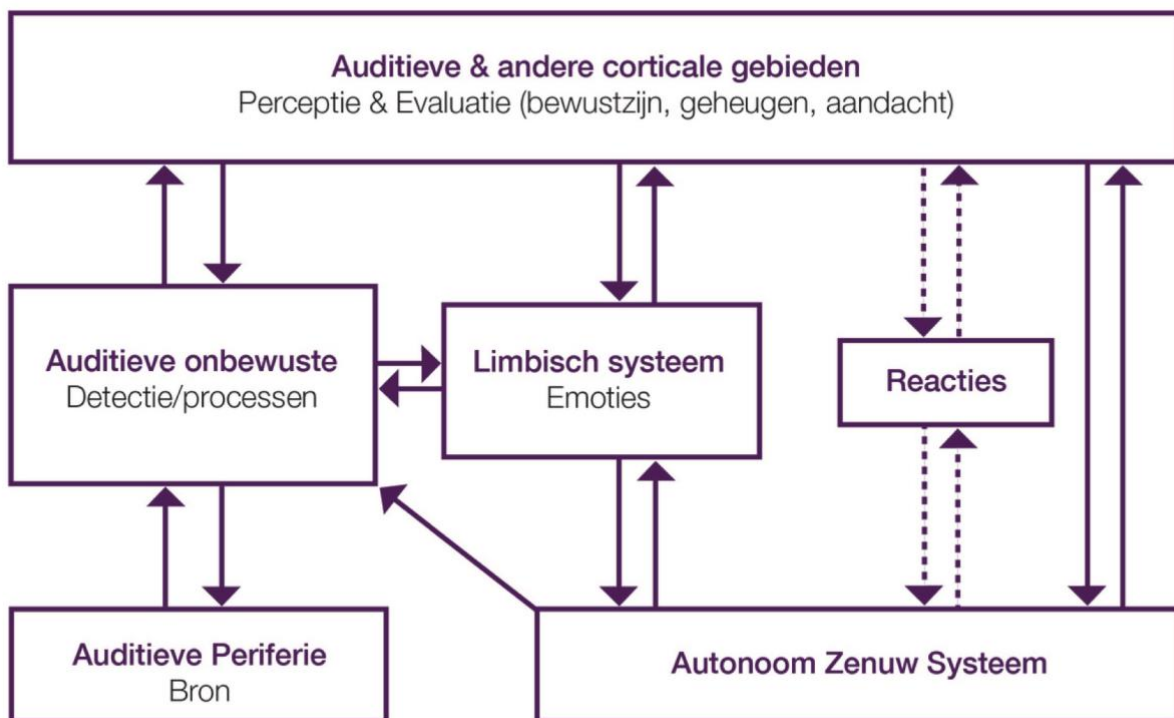 Auditieve & andere corticale gebieden
Perceptie & Evaluatie (bewustzijn, geheugen, aandacht)
Auditieve onbewuste
Detectie/processen
Limbisch systeem
Emoties
Reacties
Auditieve Periferie
Bron
Autonoom Zenuw Systeem